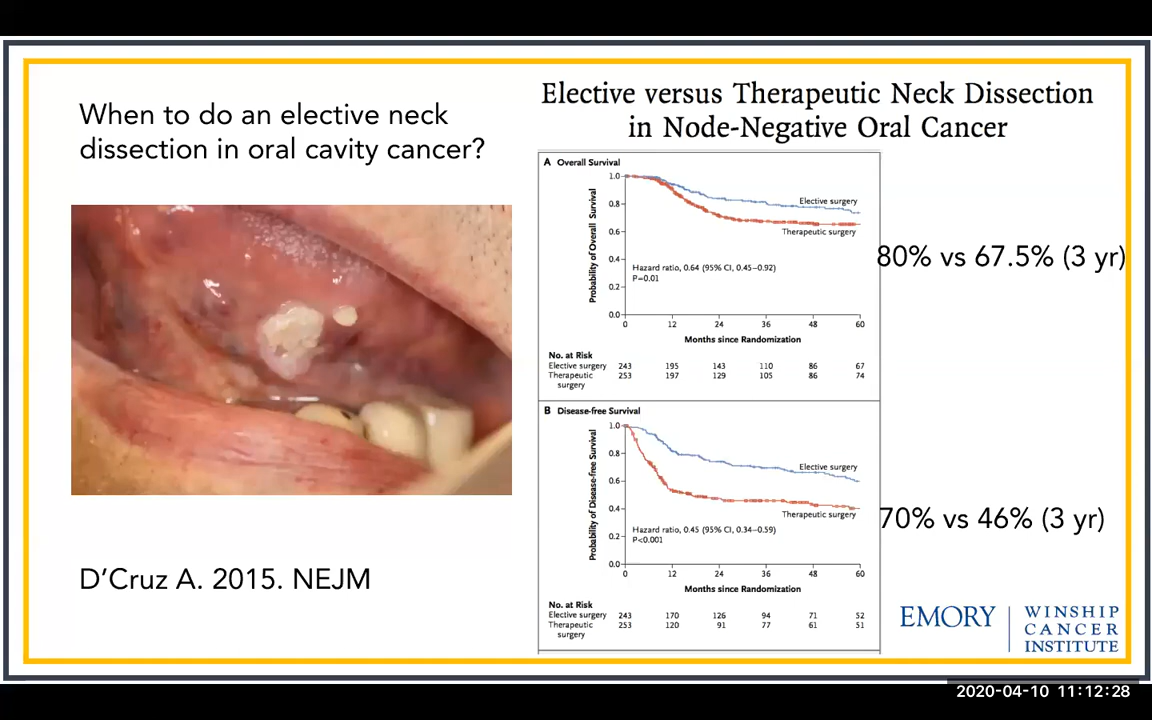 When to do an elective neck
dissection in oral cavity cancer?
D’Cruz A. 2015. NEJM
Elective versus Therapeutic Neck Dissection
in Node-Negative Oral Cancer
A Overall Survival
Probability of Overall Survival
1.0
0.8
0.6
0.4
0.2
0.0
Elective surgery
Therapeutic surgery
Hazard ratio, 0.64 (95% CI, 0.45–0.92)
P=0.01
0 12 24 36 48 60
Months since Randomization
No. at Risk
Elective surgery 243 195 143 110 86 67
Therapeutic 253 197 129 105 86 74
surgery
80% vs 67.5% (3 yr)
B Disease-free Survival
Probability of Disease-free Survival
1.0
0.8
0.6
0.4
0.2
0.0
Elective surgery
Therapeutic surgery
Hazard ratio, 0.45 (95% CI, 0.34–0.59)
P<0.001
0 12 24 36 48 60
Months since Randomization
No. at Risk
Elective surgery 243 170 126 94 71 52
Therapeutic 253 120 91 77 61 51
surgery
70% vs 46% (3 yr)
EMORY
WINSHIP
CANCER
INSTITUTE
2020-04-10 11:12:28